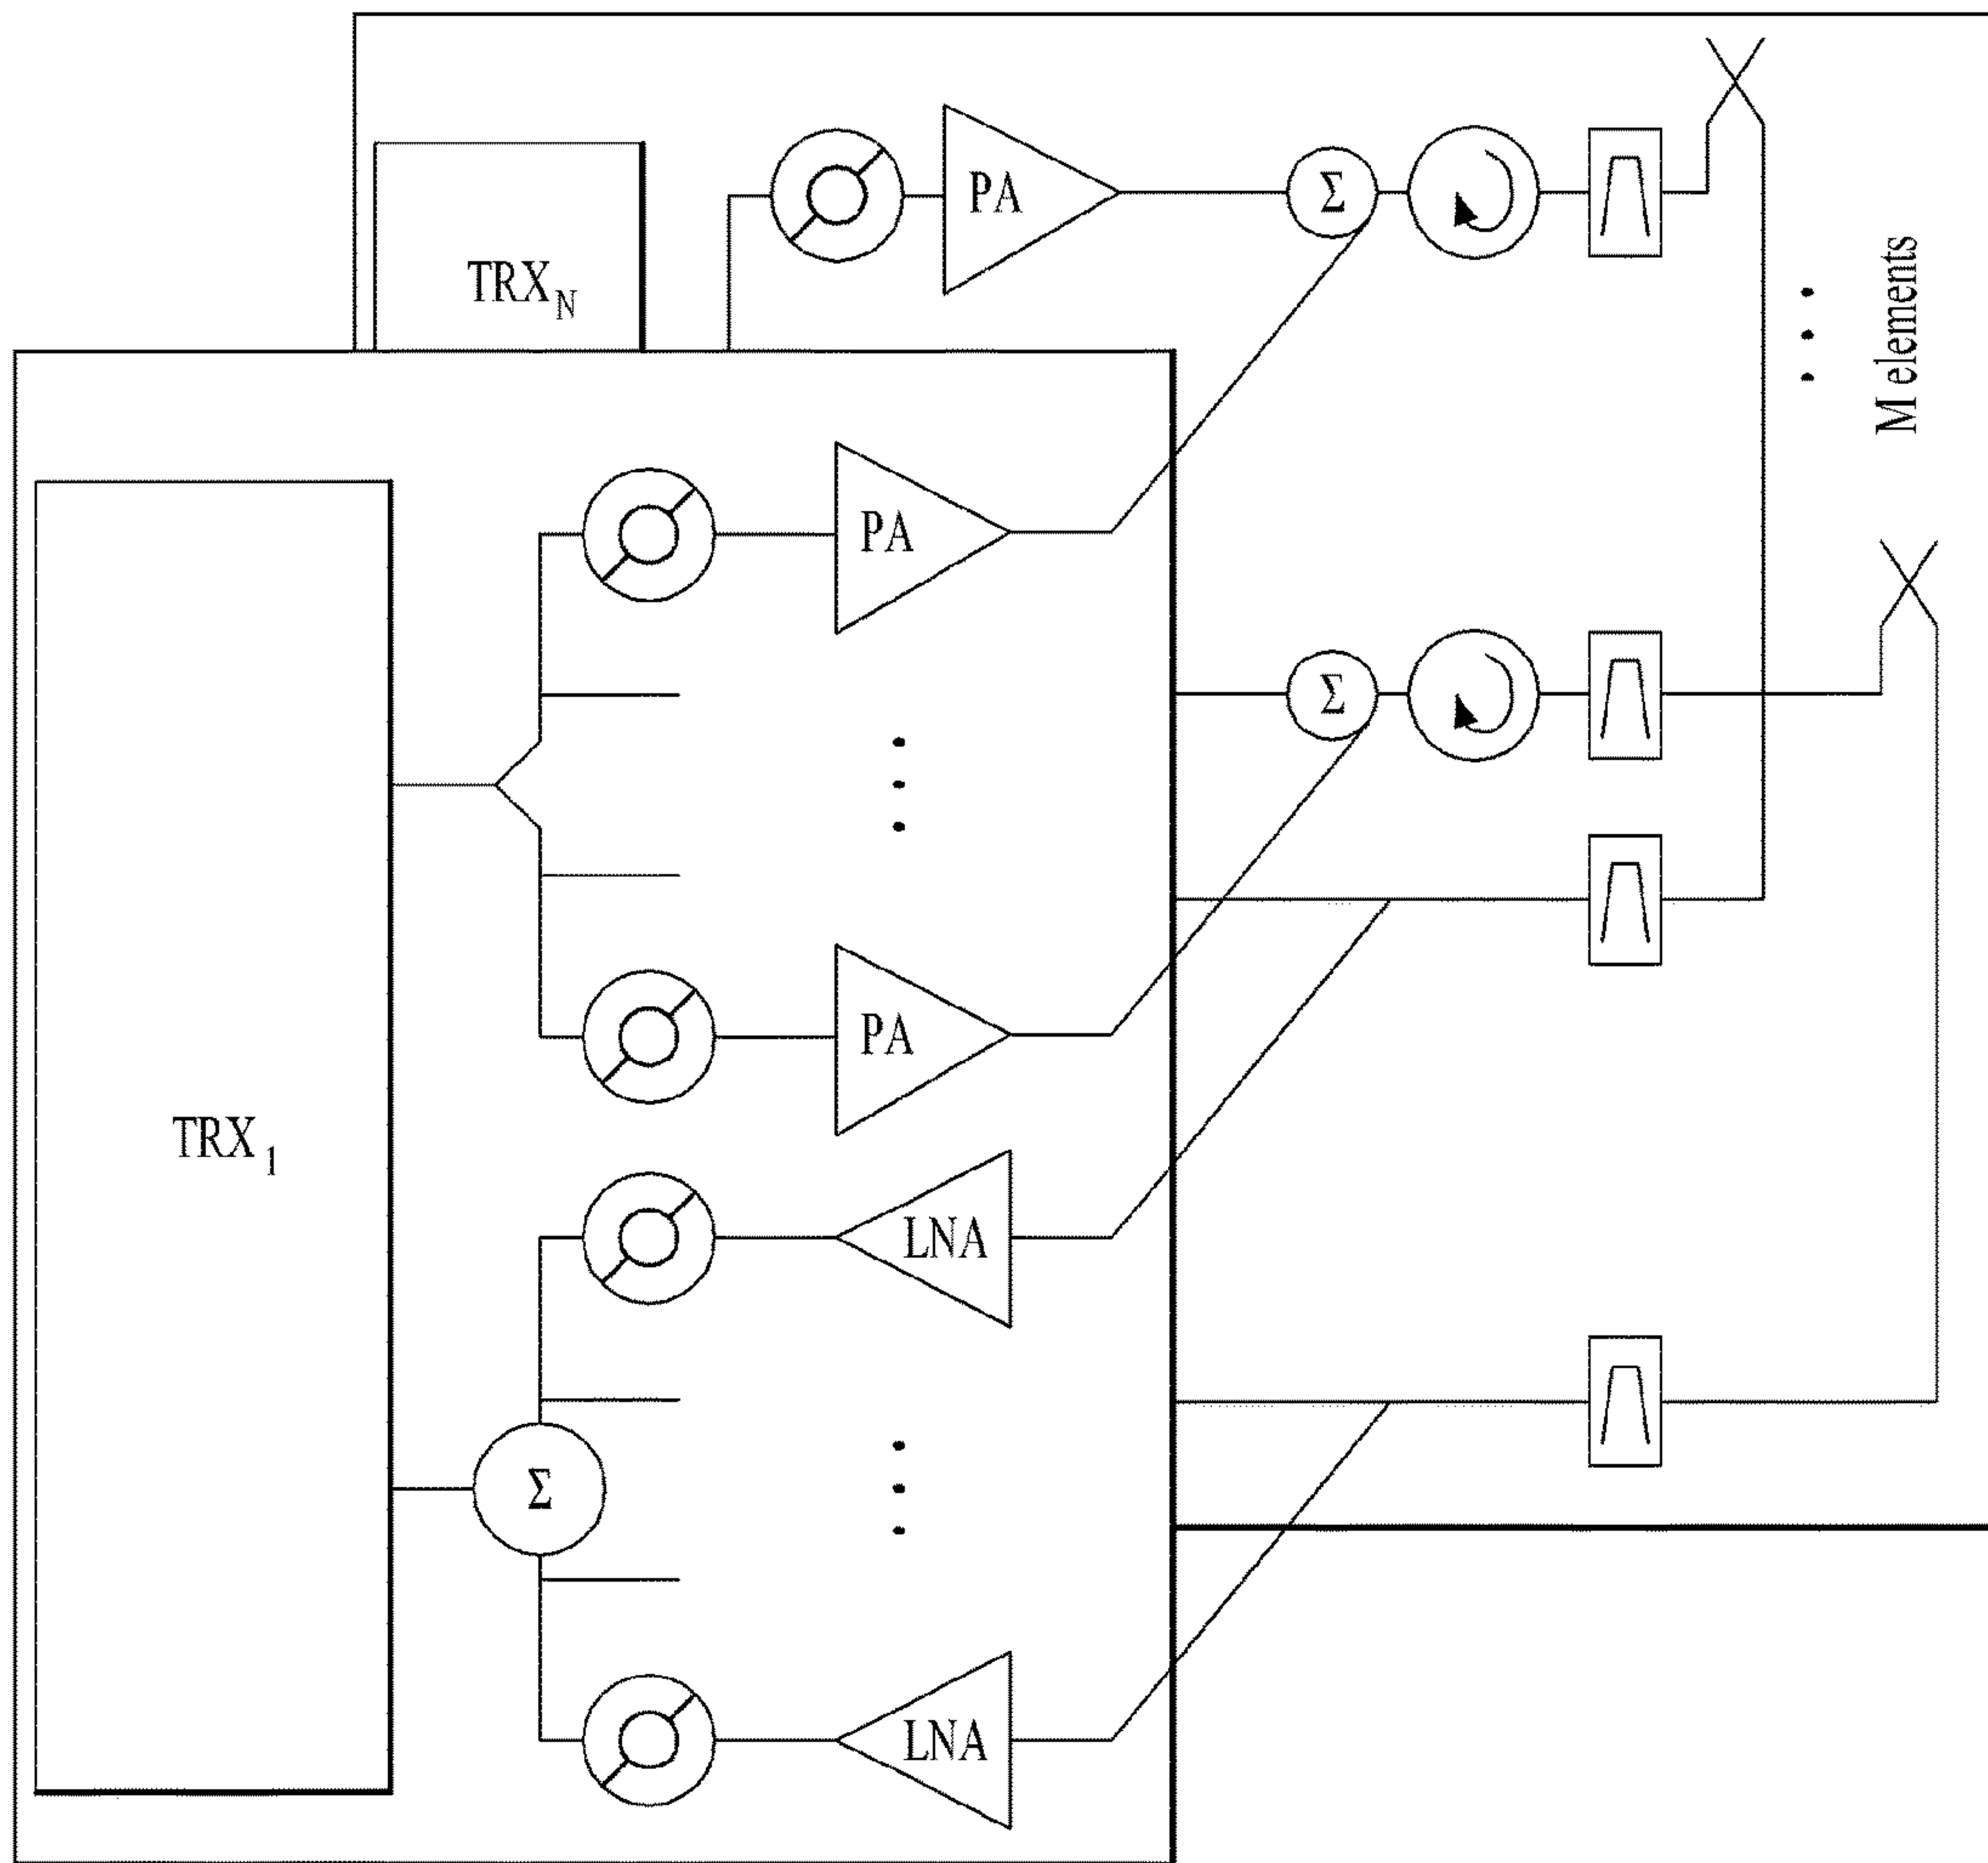 PA
Σ
TRX_N
M elements
PA
Σ
PA
TRX_1
LNA
Σ
LNA